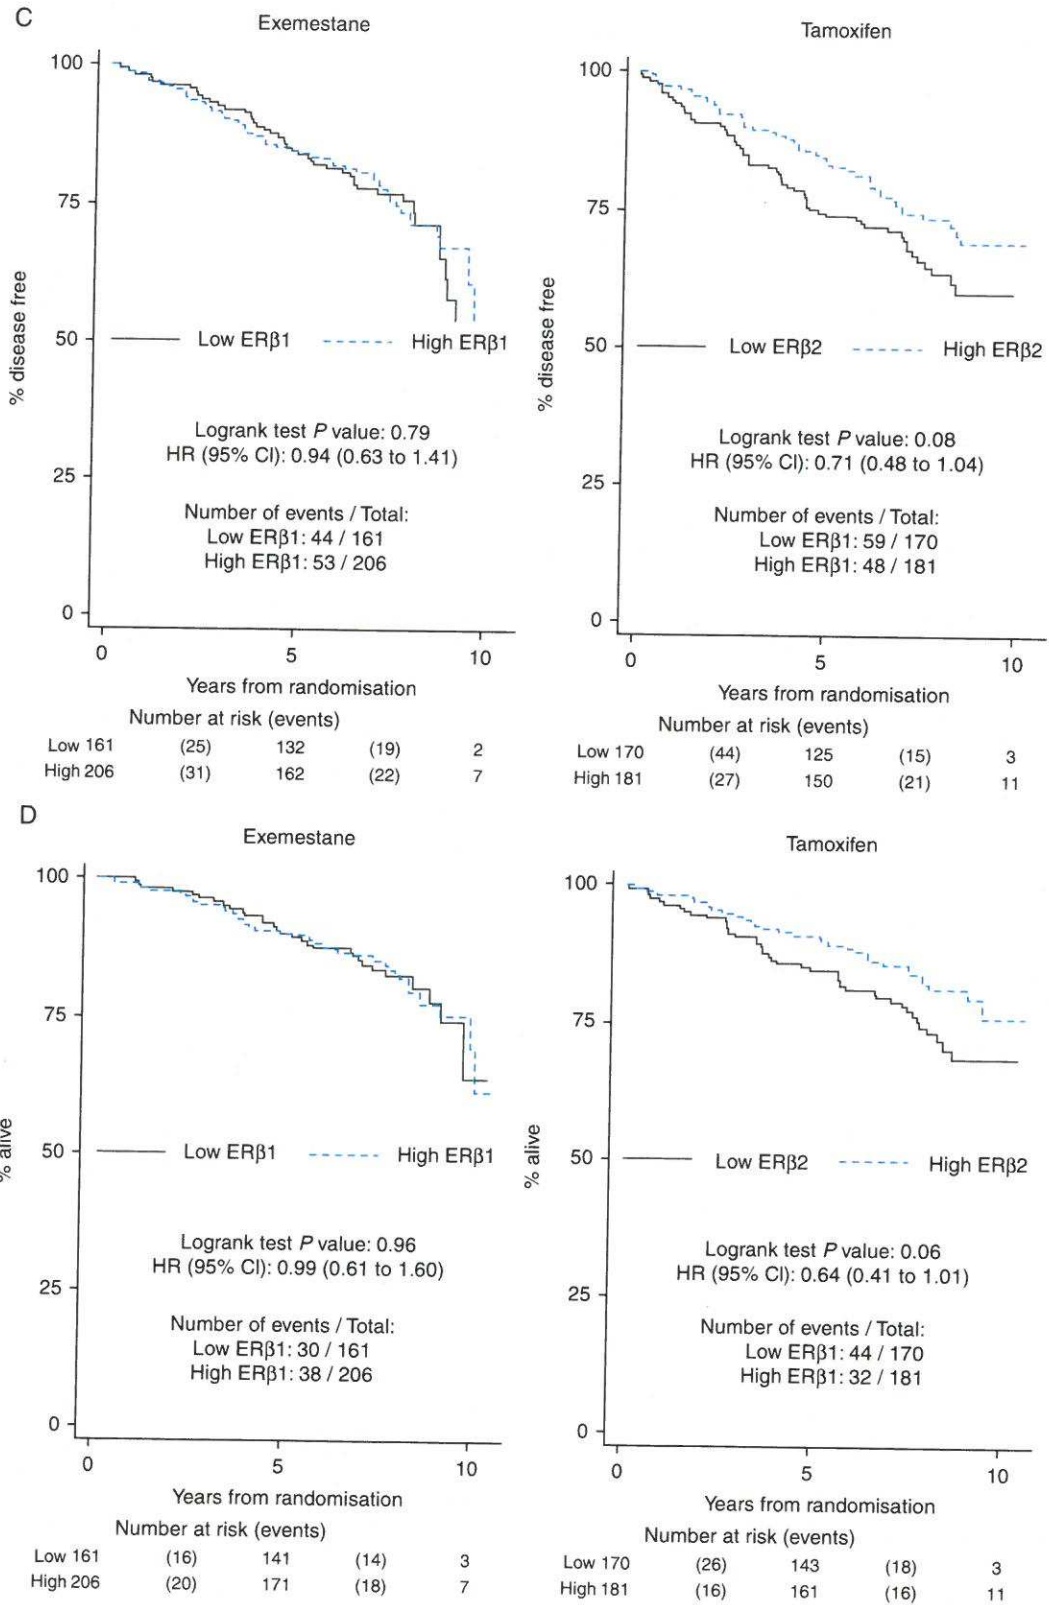 C
Exemestane
100
75
50
25
0
% disease free
Low ERβ1 High ERβ1
Logrank test P value: 0.79
HR (95% CI): 0.94 (0.63 to 1.41)
Number of events / Total:
Low ERβ1: 44 / 161
High ERβ1: 53 / 206
0 5 10
Years from randomisation
Number at risk (events)
Low 161 (25) 132 (19) 2
High 206 (31) 162 (22) 7
Tamoxifen
100
75
50
25
0
% disease free
Low ERβ2 High ERβ2
Logrank test P value: 0.08
HR (95% CI): 0.71 (0.48 to 1.04)
Number of events / Total:
Low ERβ1: 59 / 170
High ERβ1: 48 / 181
0 5 10
Years from randomisation
Number at risk (events)
Low 170 (44) 125 (15) 3
High 181 (27) 150 (21) 11
D
Exemestane
100
75
50
25
0
% alive
Low ERβ1 High ERβ1
Logrank test P value: 0.96
HR (95% CI): 0.99 (0.61 to 1.60)
Number of events / Total:
Low ERβ1: 30 / 161
High ERβ1: 38 / 206
0 5 10
Years from randomisation
Number at risk (events)
Low 161 (16) 141 (14) 3
High 206 (20) 171 (18) 7
Tamoxifen
100
75
50
25
0
% alive
Low ERβ2 High ERβ2
Logrank test P value: 0.06
HR (95% CI): 0.64 (0.41 to 1.01)
Number of events / Total:
Low ERβ1: 44 / 170
High ERβ1: 32 / 181
0 5 10
Years from randomisation
Number at risk (events)
Low 170 (26) 143 (18) 3
High 181 (16) 161 (16) 11